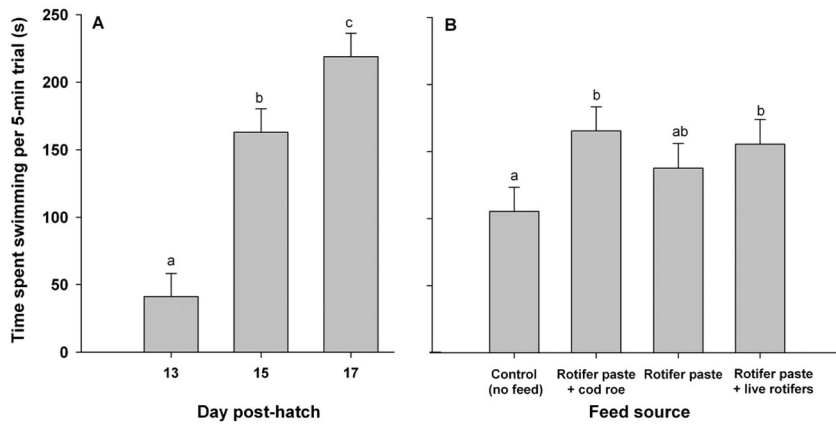 Time spent swimming per 5-min trial (s)
250
200
150
100
50
0
A
a
b
c
13 15 17
Day post-hatch
B
a
b
ab
b
Control
(no feed)
Rotifer paste
+ cod roe
Rotifer paste
Rotifer paste
+ live rotifers
Feed source